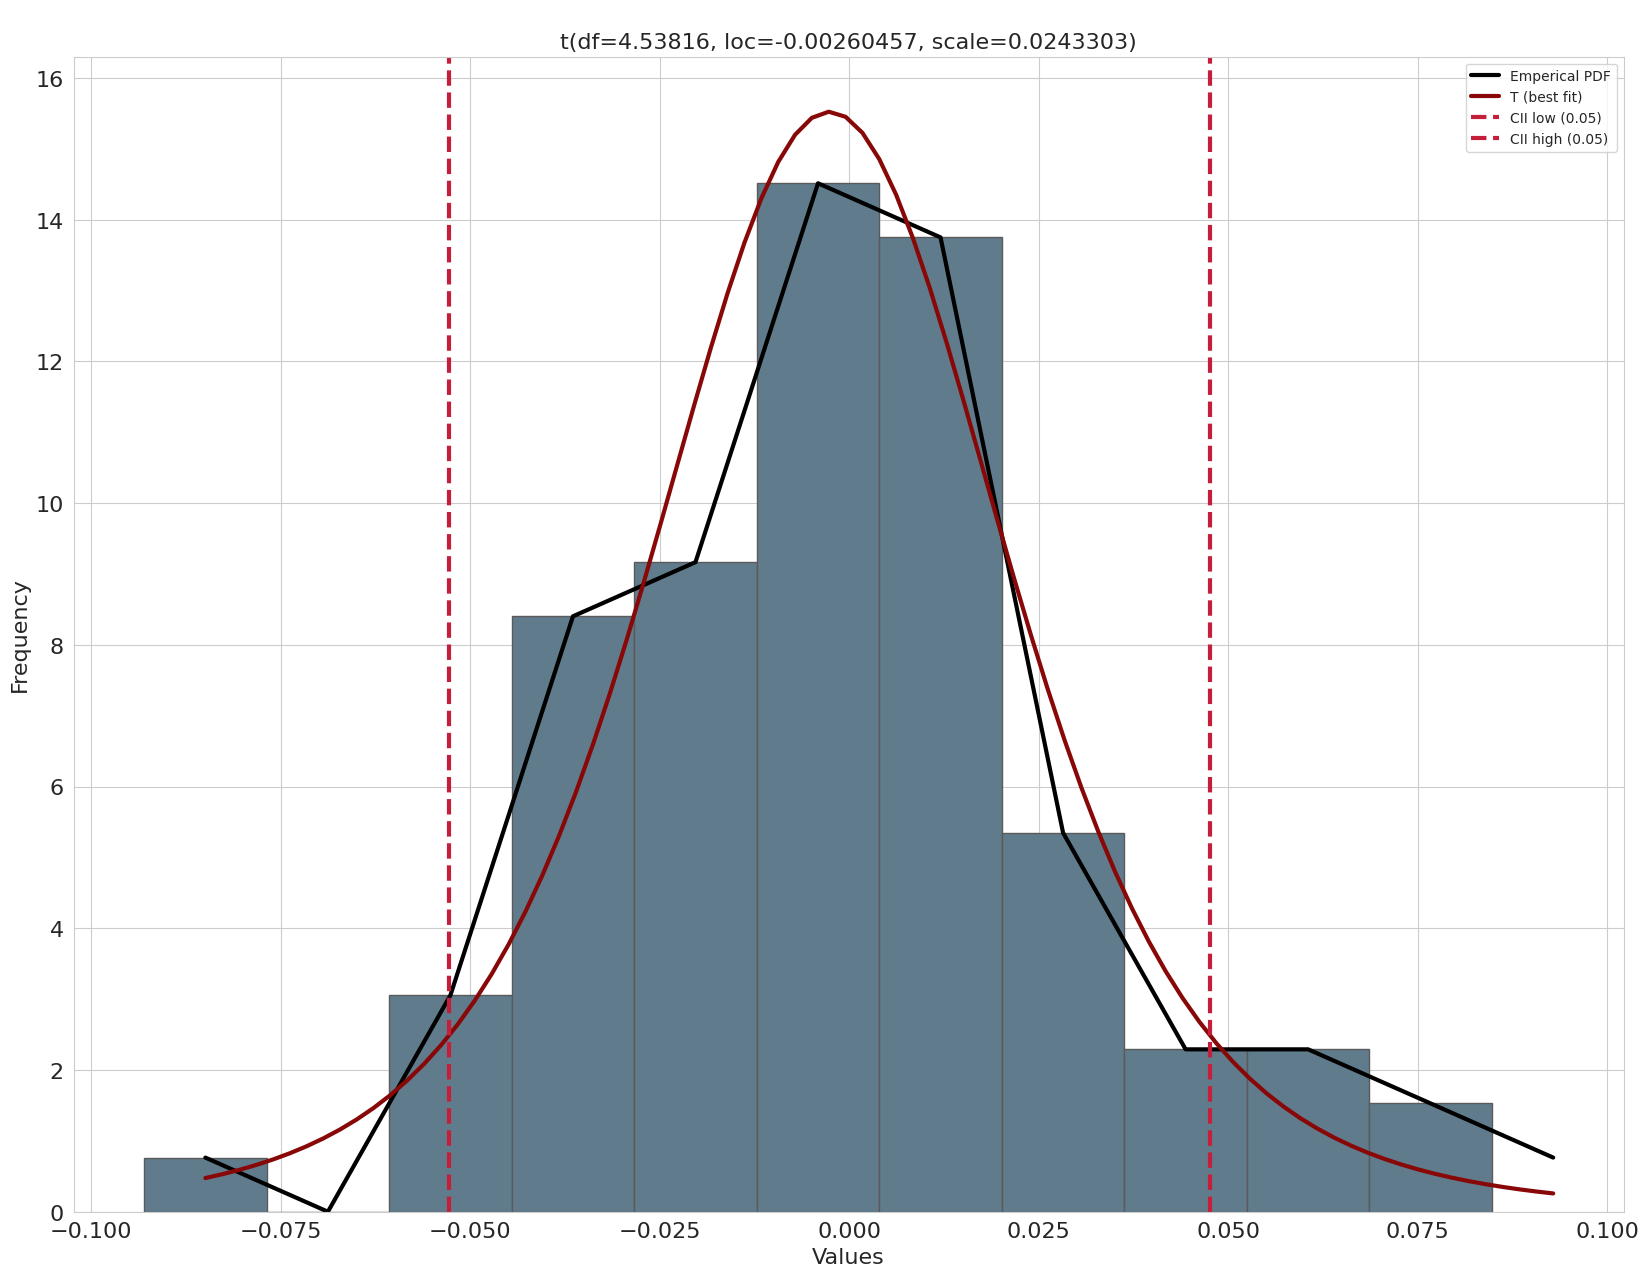 t(df=4.53816, loc=-0.00260457, scale=0.0243303)
Emperical PDF
T (best fit)
CII low (0.05)
CII high (0.05)
16
14
12
10
8
6
4
2
0
Frequency
−0.100
−0.075
−0.050
−0.025
0.000
0.025
0.050
0.075
0.100
Values